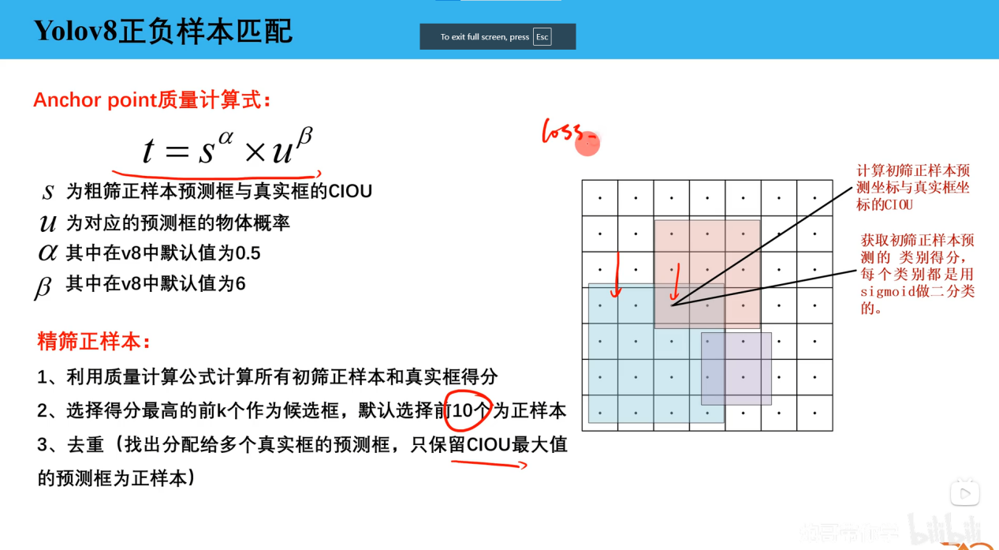 Yolov8正负样本匹配
To exit full screen, press Esc
Anchor point质量计算式：
t = s^α × u^β
loss
s 为粗筛正样本预测框与真实框的CIOU
u 为对应的预测框的物体概率
α 其中在v8中默认值为0.5
β 其中在v8中默认值为6
精筛正样本：
1、利用质量计算公式计算所有初筛正样本和真实框得分
2、选择得分最高的前k个作为候选框，默认选择前10个为正样本
3、去重（找出分配给多个真实框的预测框，只保留CIOU最大值
的预测框为正样本）
计算初筛正样本预
测坐标与真实框坐
标的CIOU
获取初筛正样本预
测的 类别得分，
每个类别都是用
sigmoid做二分类
的。
bilibili